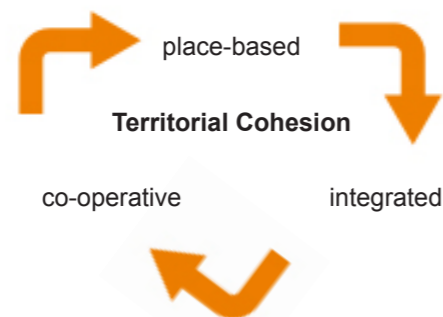 place-based
Territorial Cohesion
co-operative
integrated